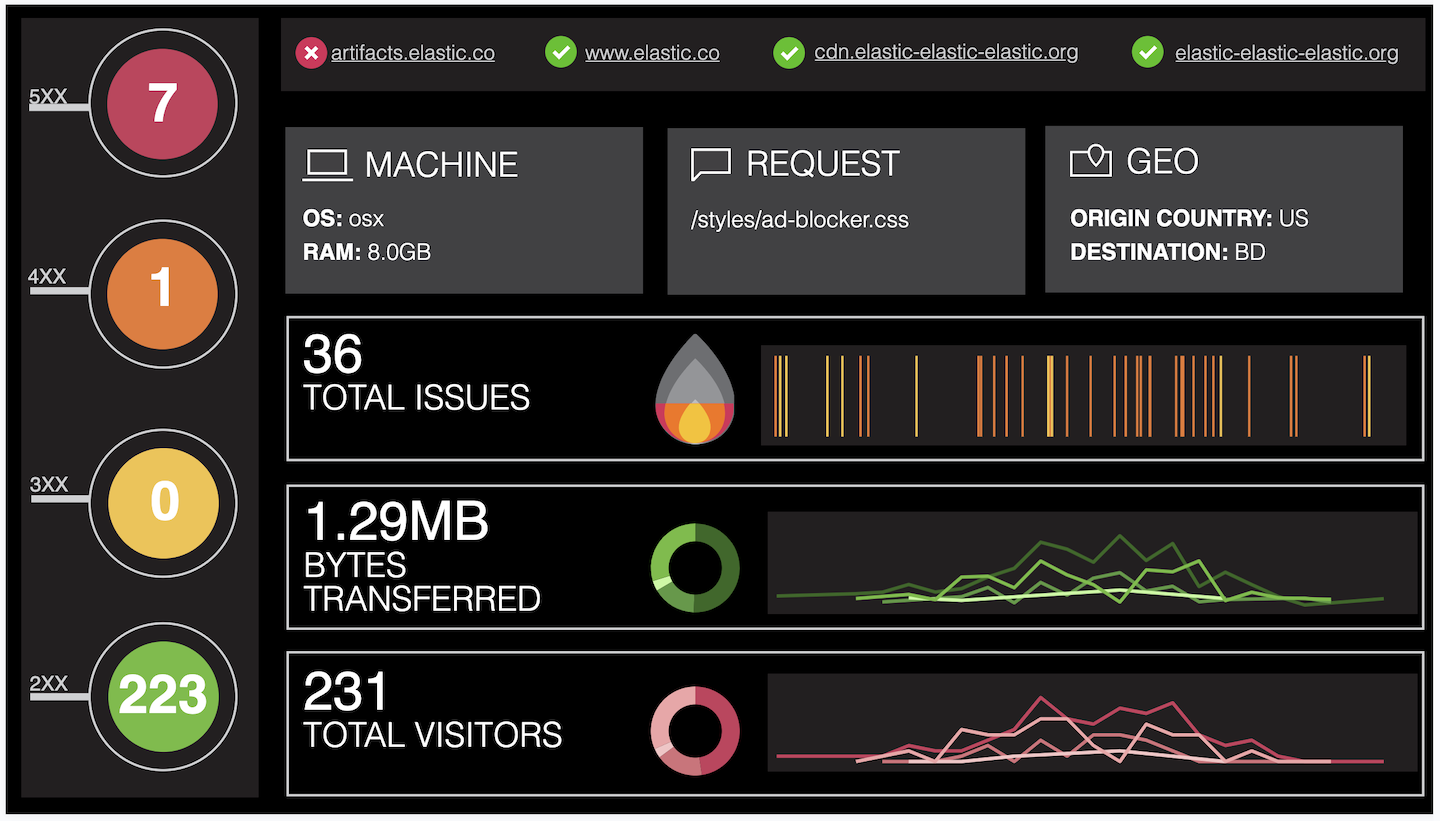 artifacts.elastic.co
www.elastic.co
cdn.elastic-elastic-elastic.org
elastic-elastic-elastic.org
5XX
7
4XX
1
3XX
0
2XX
223
MACHINE
OS: osx
RAM: 8.0GB
REQUEST
/styles/ad-blocker.css
GEO
ORIGIN COUNTRY: US
DESTINATION: BD
36
TOTAL ISSUES
1.29MB
BYTES
TRANSFERRED
231
TOTAL VISITORS